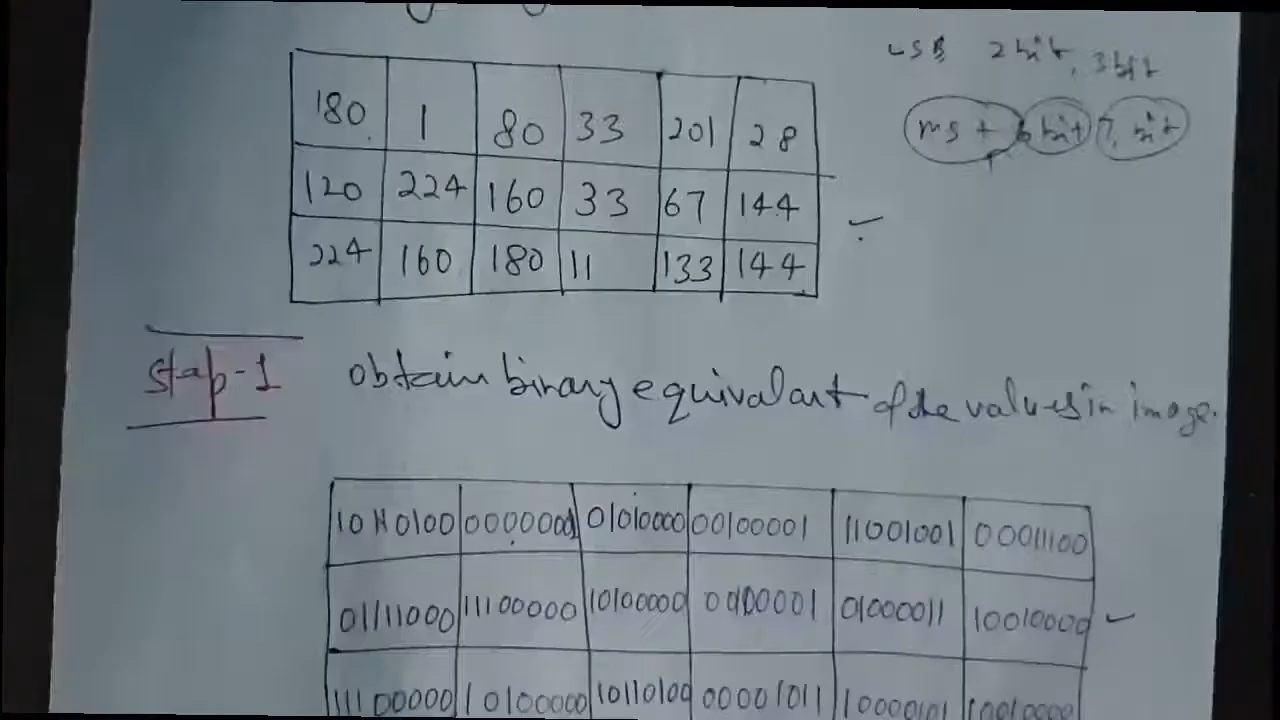 LSB 2 bit, 3 bit
180 1 80 33 201 28
ms + 6 bit 7 bit
120 224 160 33 67 144
224 160 180 11 133 144
Step-1 obtain binary equivalent of the values in image.
10110100 00000001 01010000 00100001 11001001 00011100
01111000 11100000 10100000 00100001 01000011 10010000
11100000 10100000 10110100 00001011 10000101 10010000